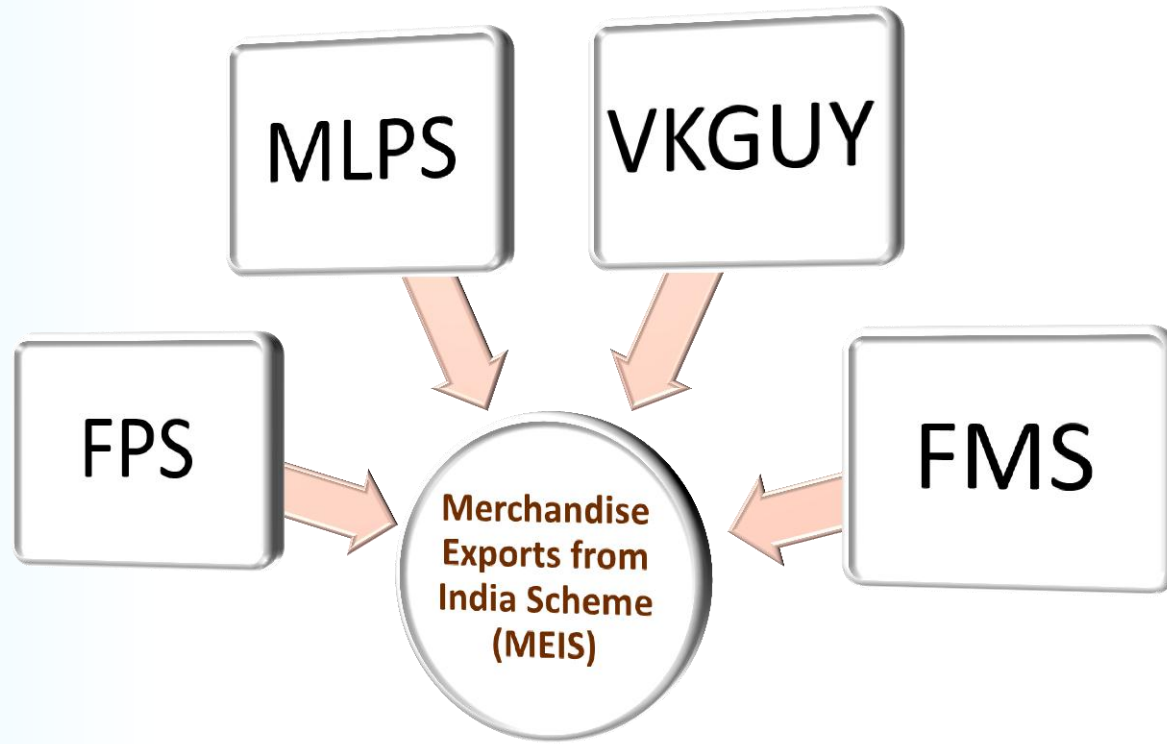 MLPS
VKGUY
FPS
FMS
Merchandise
Exports from
India Scheme
(MEIS)